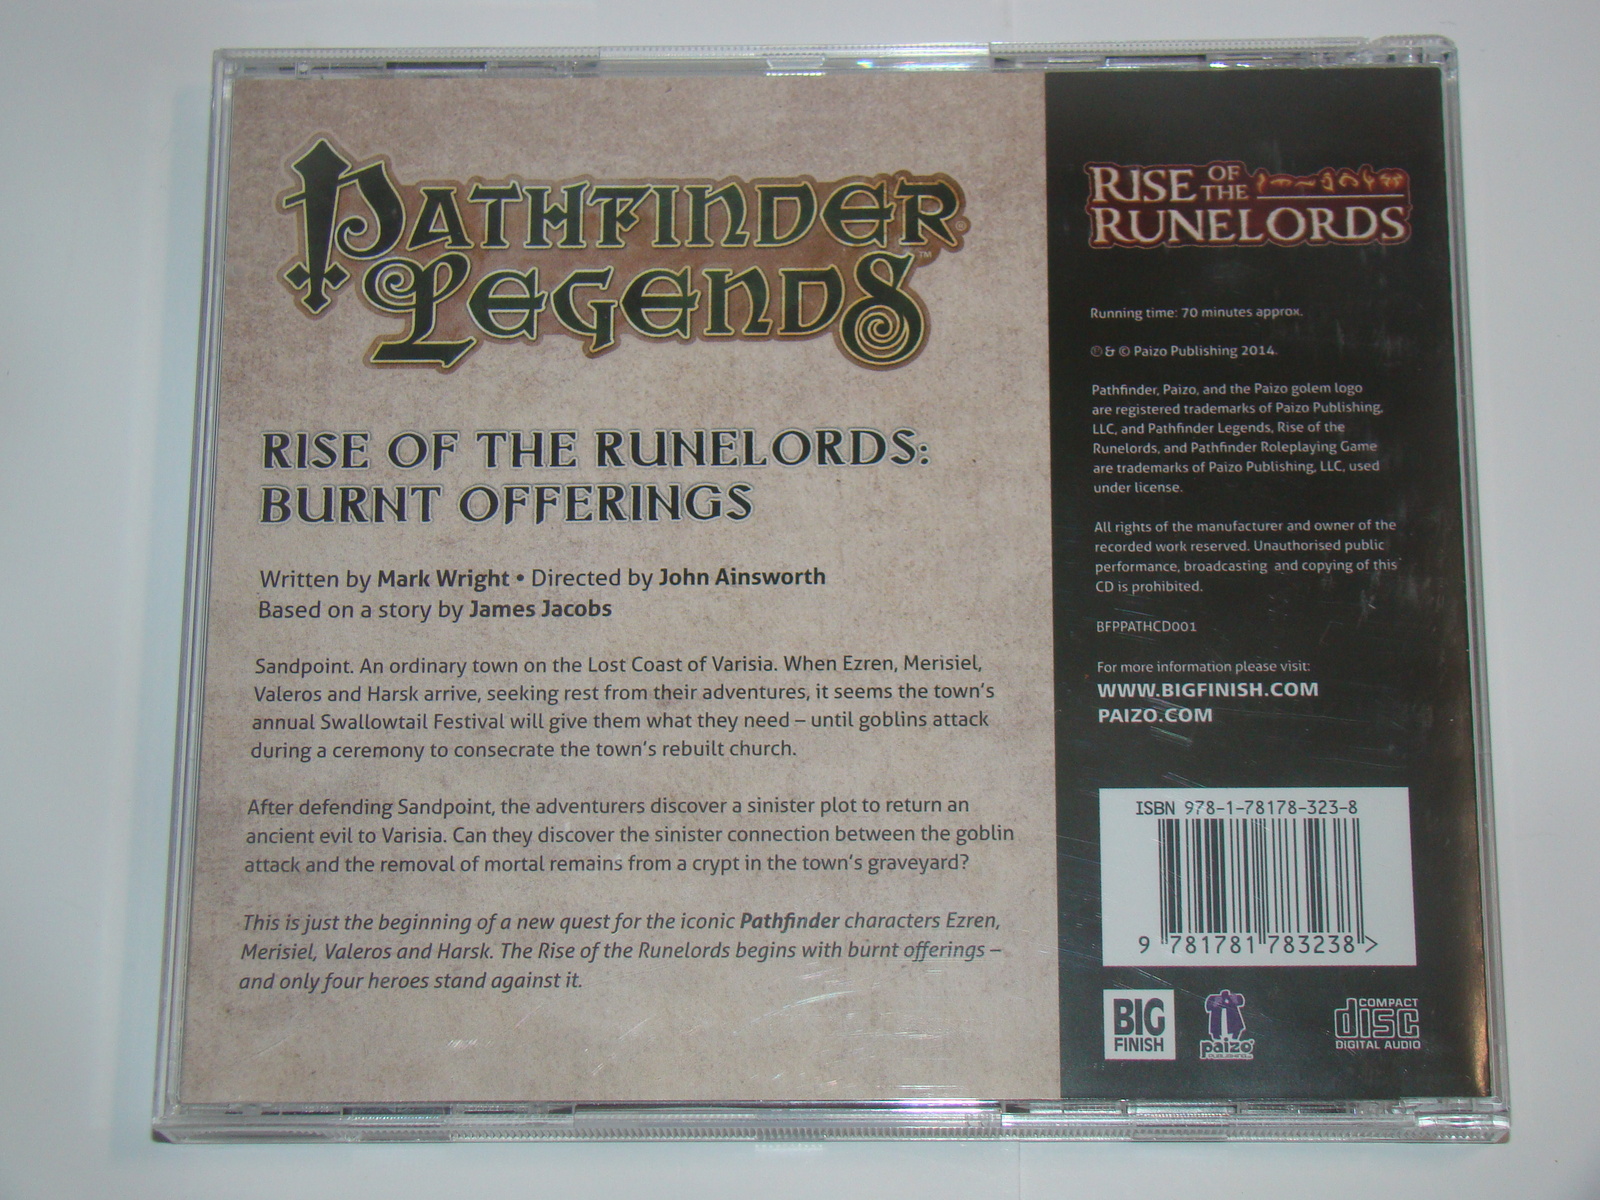 PATHFINDER®
LEGENDS™
RISE OF THE RUNELORDS:
BURNT OFFERINGS
Written by Mark Wright • Directed by John Ainsworth
Based on a story by James Jacobs
Sandpoint. An ordinary town on the Lost Coast of Varisia. When Ezren, Merisiel,
Valeros and Harsk arrive, seeking rest from their adventures, it seems the town's
annual Swallowtail Festival will give them what they need – until goblins attack
during a ceremony to consecrate the town's rebuilt church.
After defending Sandpoint, the adventurers discover a sinister plot to return an
ancient evil to Varisia. Can they discover the sinister connection between the goblin
attack and the removal of mortal remains from a crypt in the town's graveyard?
This is just the beginning of a new quest for the iconic Pathfinder characters Ezren,
Merisiel, Valeros and Harsk. The Rise of the Runelords begins with burnt offerings –
and only four heroes stand against it.
RISE OF THE
RUNELORDS
Running time: 70 minutes approx.
℗ & © Paizo Publishing 2014.
Pathfinder, Paizo, and the Paizo golem logo
are registered trademarks of Paizo Publishing,
LLC, and Pathfinder Legends, Rise of the
Runelords, and Pathfinder Roleplaying Game
are trademarks of Paizo Publishing, LLC, used
under license.
All rights of the manufacturer and owner of the
recorded work reserved. Unauthorised public
performance, broadcasting and copying of this
CD is prohibited.
BFPPATHCD001
For more information please visit:
WWW.BIGFINISH.COM
PAIZO.COM
ISBN 978-1-78178-323-8
9 781781 783238 >
BIG
FINISH
paizo
PUBLISHING
COMPACT
disc
DIGITAL AUDIO